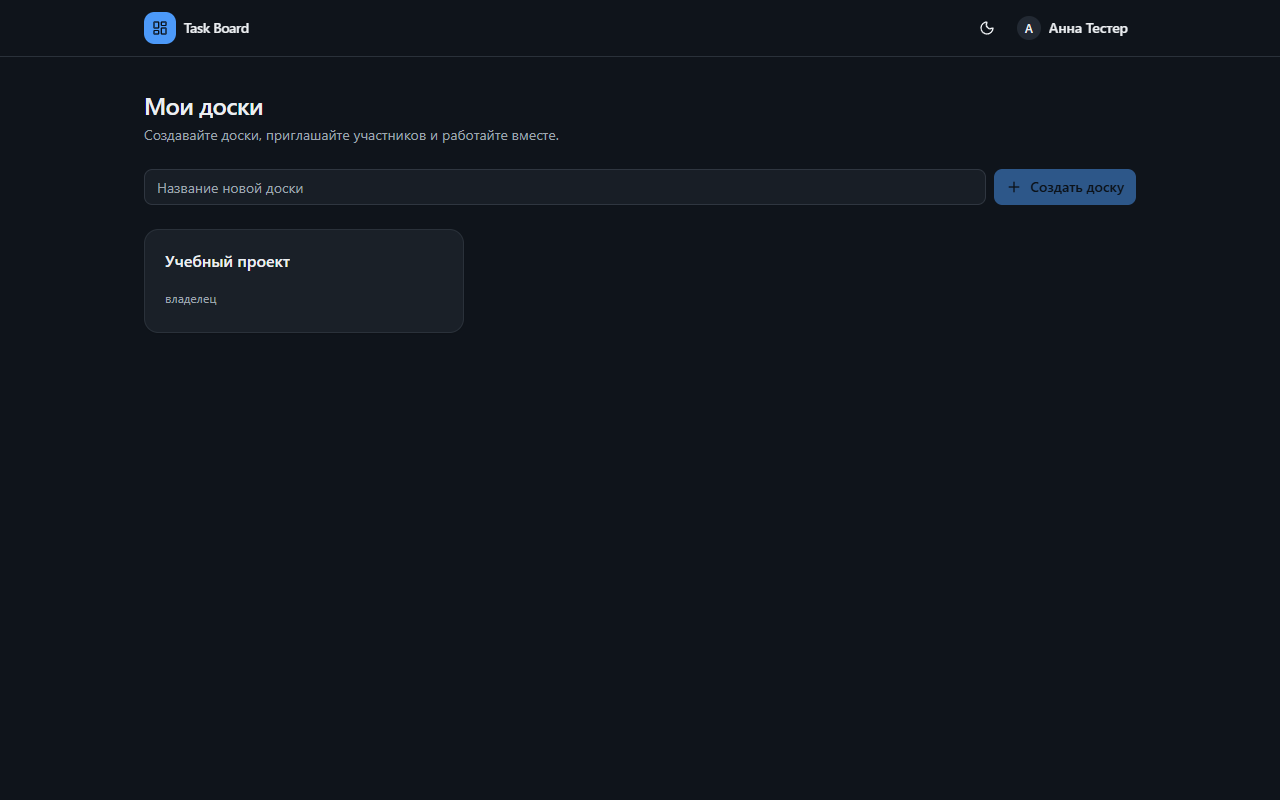 Task Board
A Анна Тестер
Мои доски
Создавайте доски, приглашайте участников и работайте вместе.
Название новой доски
Создать доску
Учебный проект
владелец